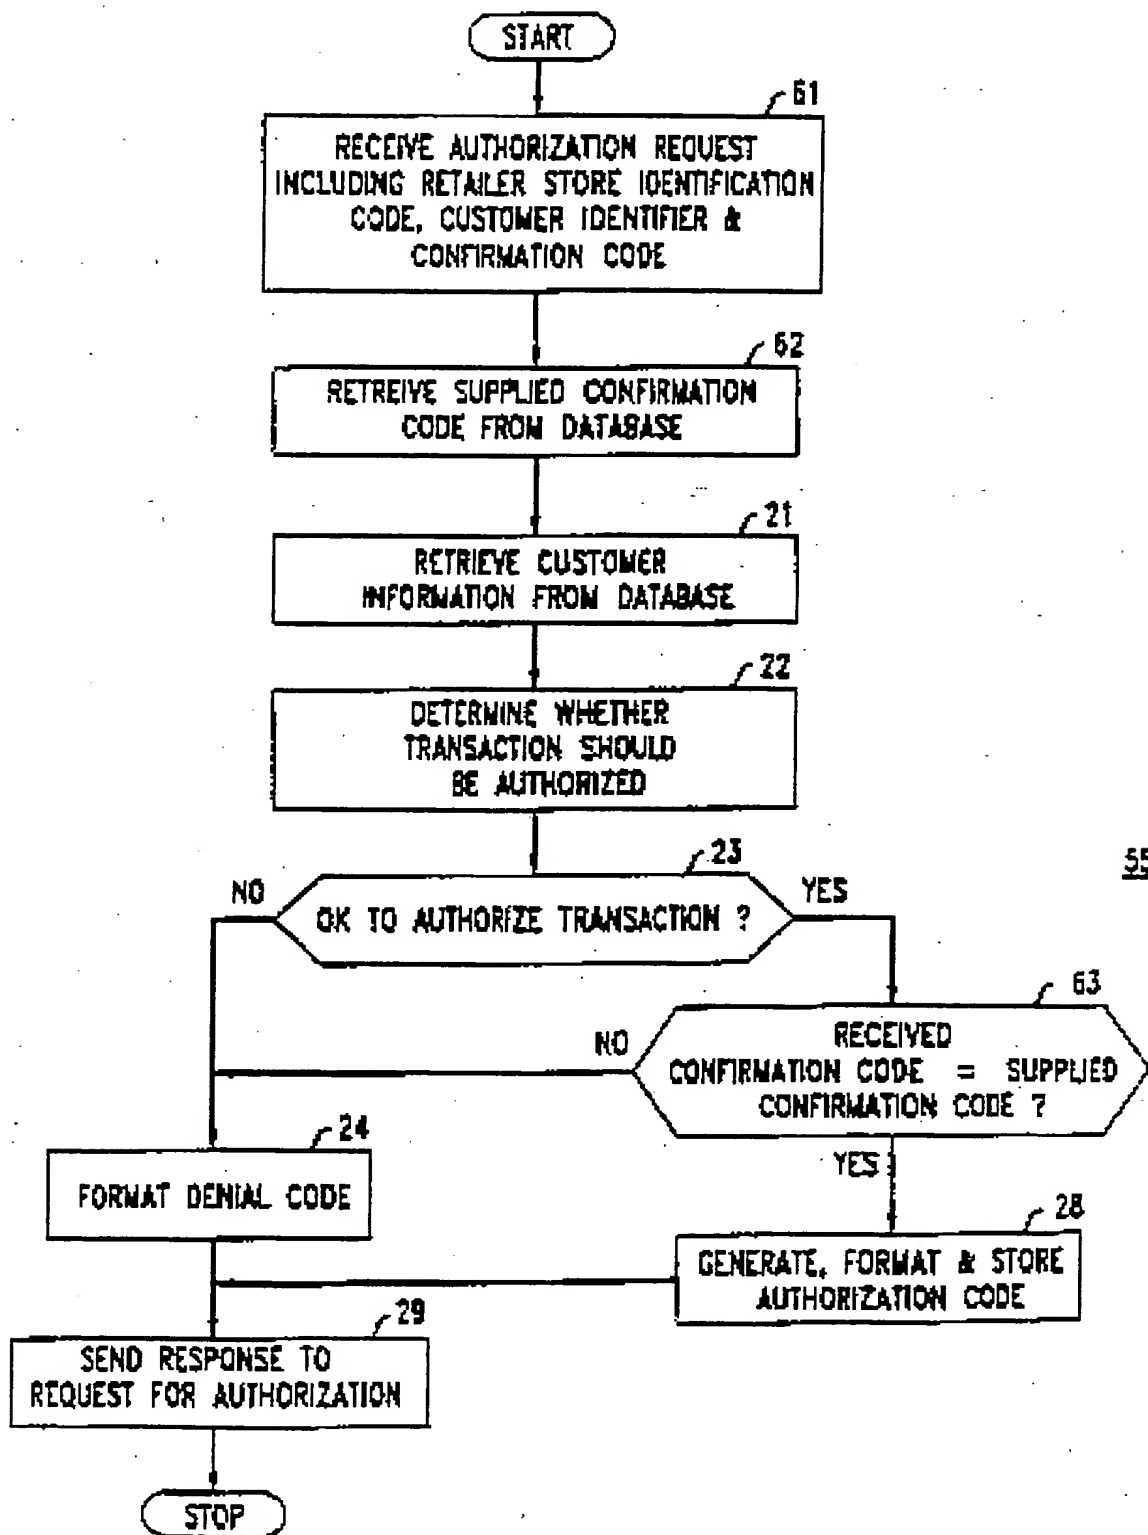 START
61
RECEIVE AUTHORIZATION REQUEST
INCLUDING RETAILER STORE IDENTIFICATION
CODE, CUSTOMER IDENTIFIER &
CONFIRMATION CODE
62
RETREIVE SUPPLIED CONFIRMATION
CODE FROM DATABASE
21
RETRIEVE CUSTOMER
INFORMATION FROM DATABASE
22
DETERMINE WHETHER
TRANSACTION SHOULD
BE AUTHORIZED
23
NO
YES
OK TO AUTHORIZE TRANSACTION ?
55
63
NO
RECEIVED
CONFIRMATION CODE = SUPPLIED
CONFIRMATION CODE ?
24
YES
FORMAT DENIAL CODE
28
GENERATE, FORMAT & STORE
AUTHORIZATION CODE
29
SEND RESPONSE TO
REQUEST FOR AUTHORIZATION
STOP